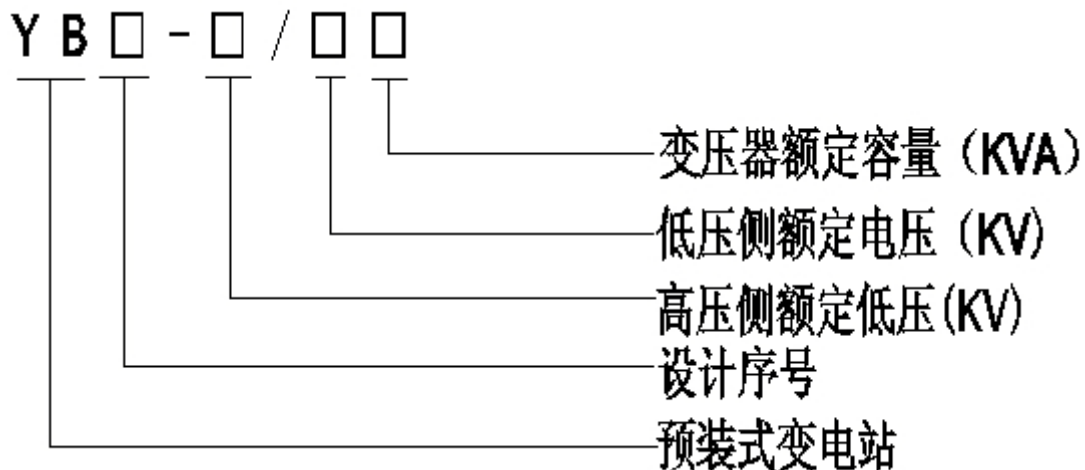 YB□-□/□□
变压器额定容量（KVA）
低压侧额定电压（KV）
高压侧额定低压(KV)
设计序号
预装式变电站